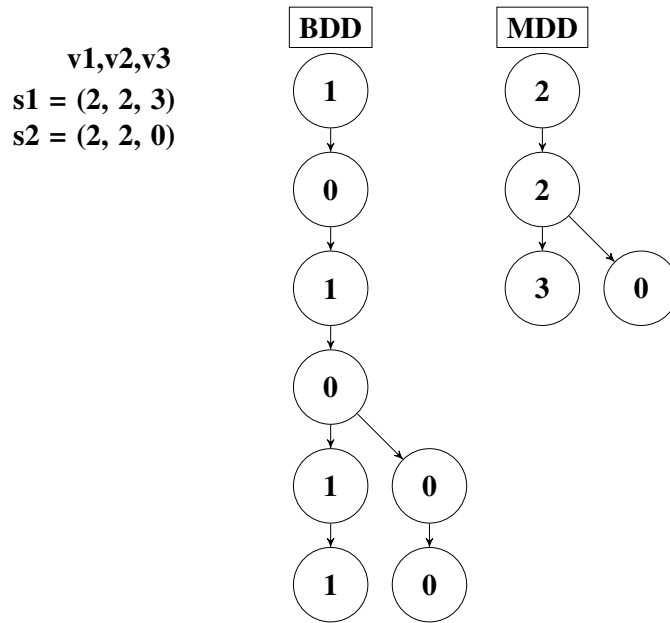 BDD MDD
v1,v2,v3
s1 = (2, 2, 3)
s2 = (2, 2, 0)
1 2
0 2
1 3 0
0
1 0
1 0